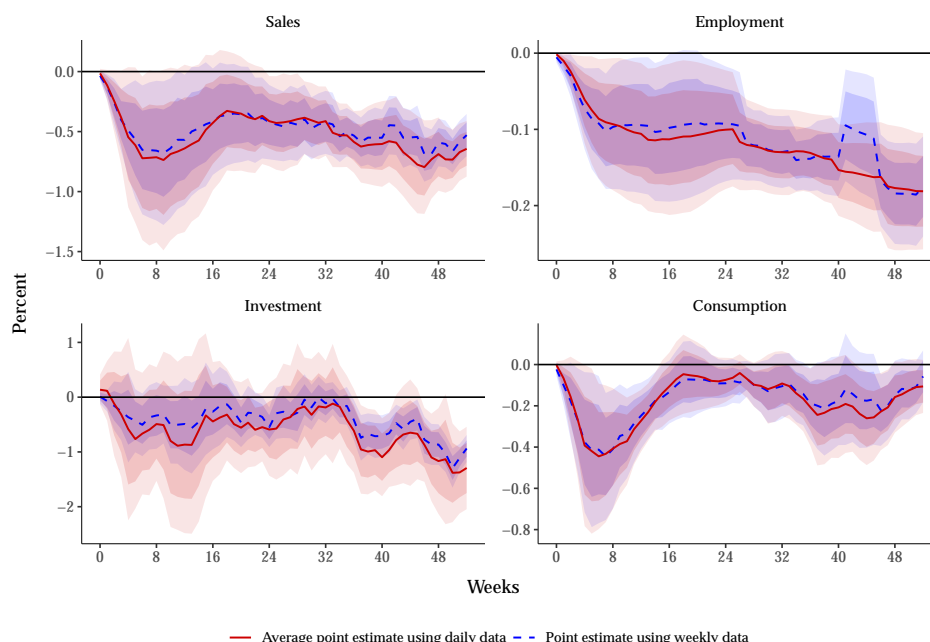 Sales
Employment
0.0
−0.5
−1.0
−1.5
0.0
−0.1
−0.2
0 8 16 24 32 40 48
0 8 16 24 32 40 48
Percent
Investment
Consumption
1
0
−1
−2
0.0
−0.2
−0.4
−0.6
−0.8
0 8 16 24 32 40 48
0 8 16 24 32 40 48
Weeks
Average point estimate using daily data Point estimate using weekly data